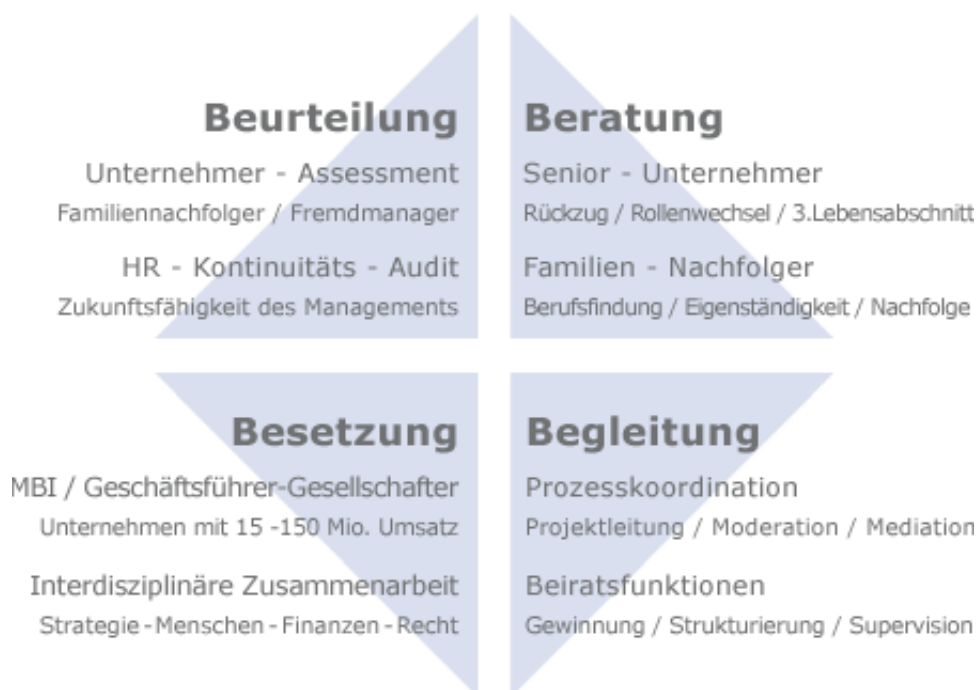 Beurteilung
Unternehmer - Assessment
Familiennachfolger / Fremdmanager
HR - Kontinuitäts - Audit
Zukunftsfähigkeit des Managements
Beratung
Senior - Unternehmer
Rückzug / Rollenwechsel / 3.Lebensabschnitt
Familien - Nachfolger
Berufsfindung / Eigenständigkeit / Nachfolge
Besetzung
MBI / Geschäftsführer-Gesellschafter
Unternehmen mit 15 -150 Mio. Umsatz
Interdisziplinäre Zusammenarbeit
Strategie - Menschen - Finanzen - Recht
Begleitung
Prozesskoordination
Projektleitung / Moderation / Mediation
Beiratsfunktionen
Gewinnung / Strukturierung / Supervision